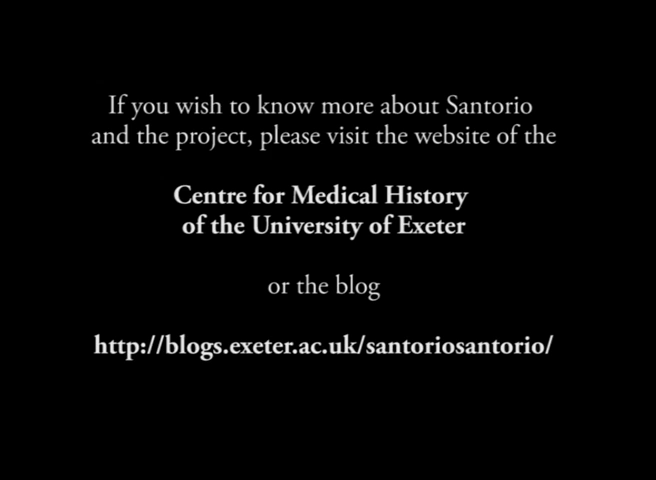 If you wish to know more about Santorio
and the project, please visit the website of the
Centre for Medical History
of the University of Exeter
or the blog
http://blogs.exeter.ac.uk/santoriosantorio/